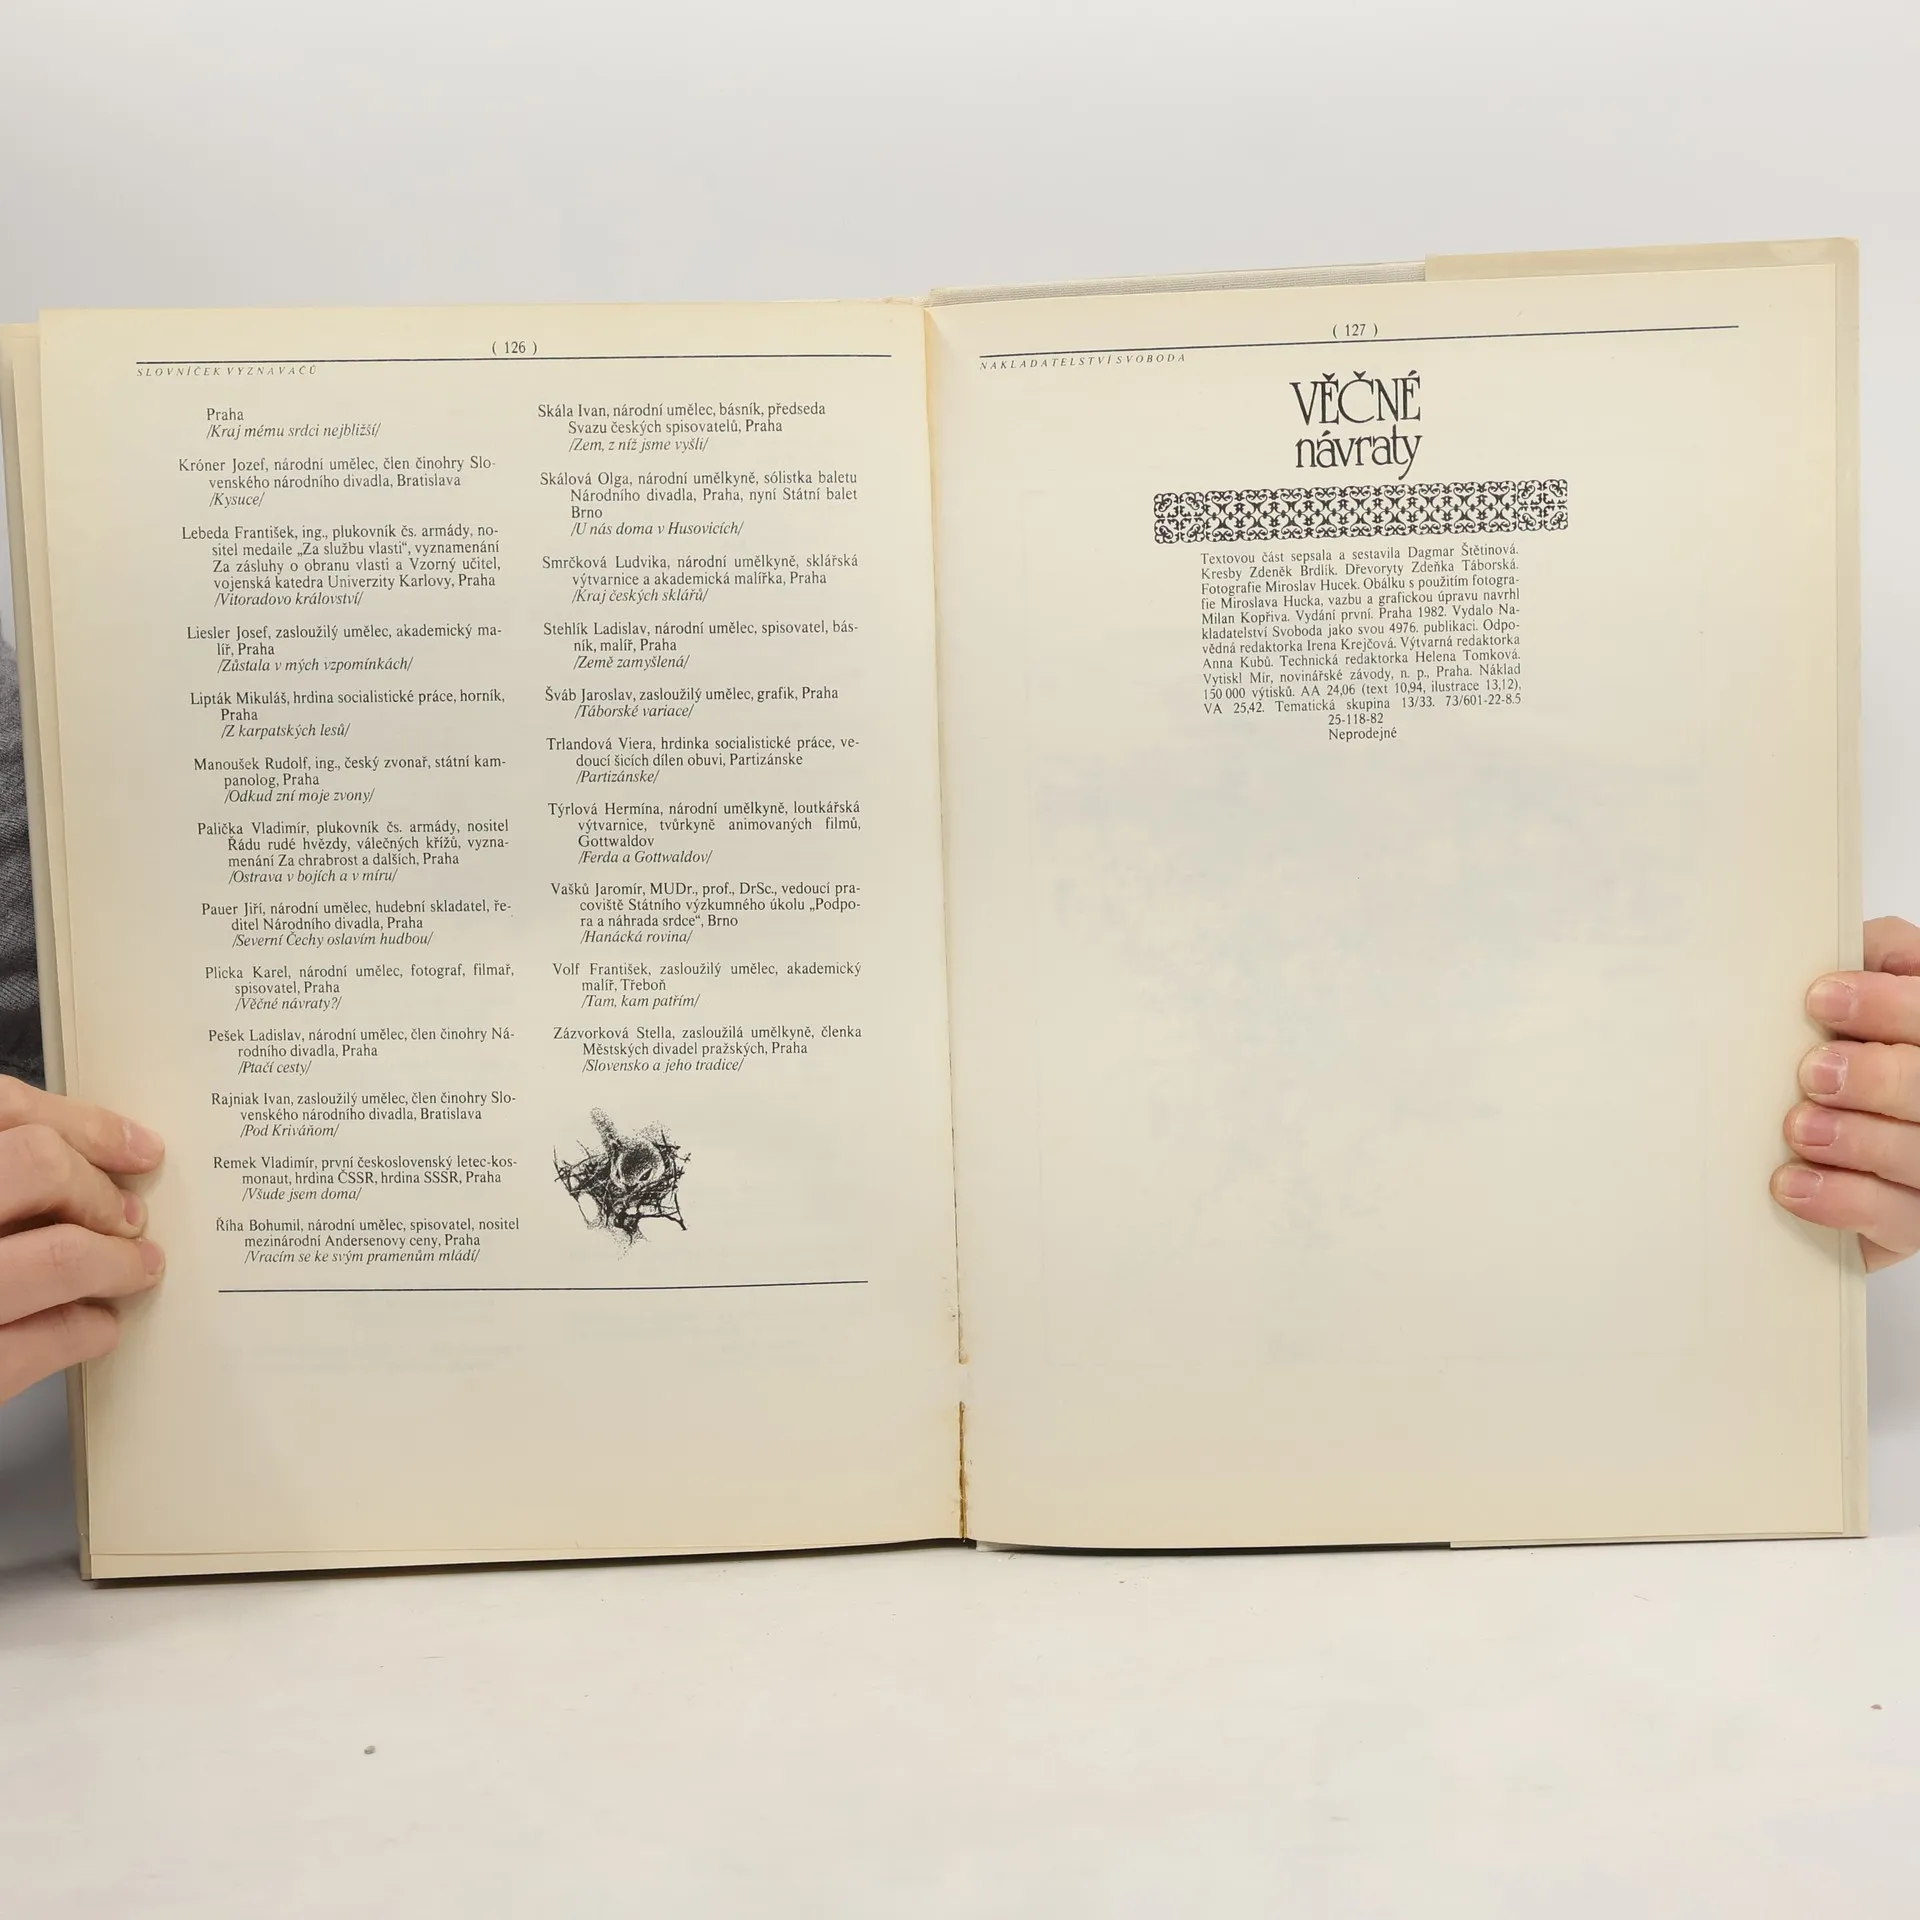 ( 126 )
SLOVNÍČEK VYZNAVAČŮ
Praha
/Kraj mému srdci nejbližší/
Króner Jozef, národní umělec, člen činohry Slo-
venského národního divadla, Bratislava
/Kysuce/
Lebeda František, ing., plukovník čs. armády, no-
sitel medaile „Za službu vlasti“, vyznamenání
Za zásluhy o obranu vlasti a Vzorný učitel,
vojenská katedra Univerzity Karlovy, Praha
/Vitoradovo království/
Liesler Josef, zasloužilý umělec, akademický ma-
líř, Praha
/Zůstala v mých vzpomínkách/
Lipták Mikuláš, hrdina socialistické práce, horník,
Praha
/Z karpatských lesů/
Manoušek Rudolf, ing., český zvonař, státní kam-
panolog, Praha
/Odkud zní moje zvony/
Palička Vladimír, plukovník čs. armády, nositel
Řádu rudé hvězdy, válečných křížů, vyzna-
menání Za chrabrost a dalších, Praha
/Ostrava v bojích a v míru/
Pauer Jiří, národní umělec, hudební skladatel, ře-
ditel Národního divadla, Praha
/Severní Čechy oslavím hudbou/
Plicka Karel, národní umělec, fotograf, filmař,
spisovatel, Praha
/Věčné návraty?/
Pešek Ladislav, národní umělec, člen činohry Ná-
rodního divadla, Praha
/Ptačí cesty/
Rajniak Ivan, zasloužilý umělec, člen činohry Slo-
venského národního divadla, Bratislava
/Pod Kriváňom/
Remek Vladimír, první československý letec-kos-
monaut, hrdina ČSSR, hrdina SSSR, Praha
/Všude jsem doma/
Říha Bohumil, národní umělec, spisovatel, nositel
mezinárodní Andersenovy ceny, Praha
/Vracím se ke svým pramenům mládí/
Skála Ivan, národní umělec, básník, předseda
Svazu českých spisovatelů, Praha
/Zem, z níž jsme vyšli/
Skálová Olga, národní umělkyně, sólistka baletu
Národního divadla, Praha, nyní Státní balet
Brno
/U nás doma v Husovicích/
Smrčková Ludvika, národní umělkyně, sklářská
výtvarnice a akademická malířka, Praha
/Kraj českých sklářů/
Stehlík Ladislav, národní umělec, spisovatel, bás-
ník, malíř, Praha
/Země zamyšlená/
Šváb Jaroslav, zasloužilý umělec, grafik, Praha
/Táborské variace/
Trlandová Viera, hrdinka socialistické práce, ve-
doucí šicích dílen obuvi, Partizánske
/Partizánske/
Týrlová Hermína, národní umělkyně, loutkářská
výtvarnice, tvůrkyně animovaných filmů,
Gottwaldov
/Ferda a Gottwaldov/
Vašků Jaromír, MUDr., prof., DrSc., vedoucí pra-
coviště Státního výzkumného úkolu „Podpo-
ra a náhrada srdce“, Brno
/Hanácká rovina/
Volf František, zasloužilý umělec, akademický
malíř, Třeboň
/Tam, kam patřím/
Zázvorková Stella, zasloužilá umělkyně, členka
Městských divadel pražských, Praha
/Slovensko a jeho tradice/
( 127 )
NAKLADATELSTVÍ SVOBODA
VĚČNÉ
návraty
Textovou část sepsala a sestavila Dagmar Štětinová.
Kresby Zdeněk Brdlík. Dřevoryty Zdeňka Táborská.
Fotografie Miroslav Hucek. Obálku s použitím fotogra-
fie Miroslava Hucka, vazbu a grafickou úpravu navrhl
Milan Kopřiva. Vydání první. Praha 1982. Vydalo Na-
kladatelství Svoboda jako svou 4976. publikaci. Odpo-
vědná redaktorka Irena Krejčová. Výtvarná redaktorka
Anna Kubů. Technická redaktorka Helena Tomková.
Vytiskl Mír, novinářské závody, n. p., Praha. Náklad
150 000 výtisků. AA 24,06 (text 10,94, ilustrace 13,12),
VA 25,42. Tematická skupina 13/33. 73/601-22-8.5
25-118-82
Neprodejné